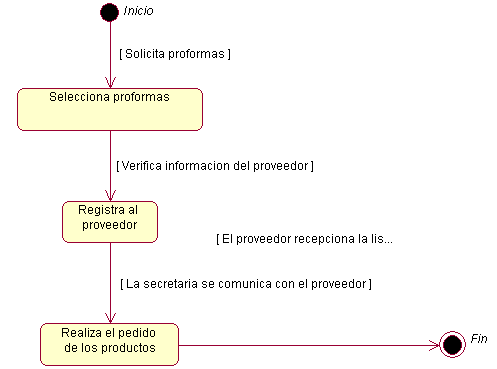 Inicio
[ Solicita proformas ]
Selecciona proformas
[ Verifica informacion del proveedor ]
Registra al
proveedor
[ El proveedor recepciona la lis...
[ La secretaria se comunica con el proveedor ]
Realiza el pedido
de los productos
Fin